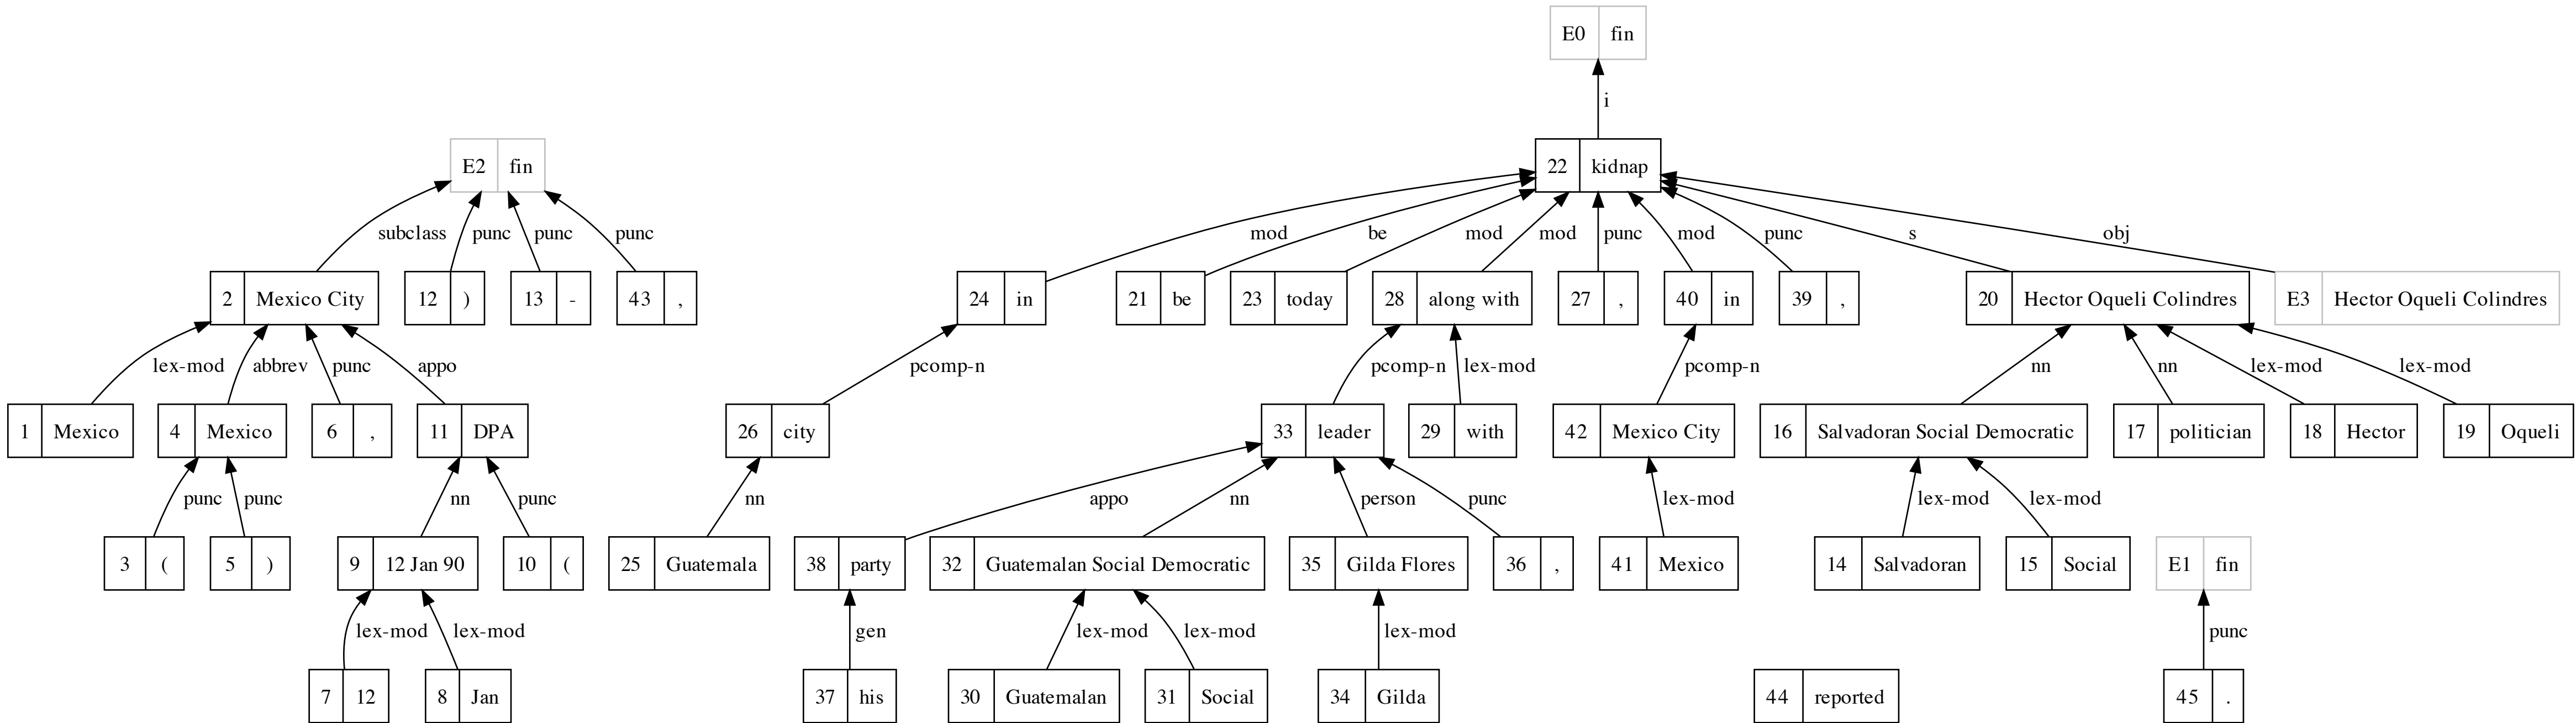 E0 fin
i
E2 fin
22 kidnap
subclass punc punc punc mod be mod mod punc mod punc s obj
2 Mexico City 12 ) 13 - 43 , 24 in 21 be 23 today 28 along with 27 , 40 in 39 , 20 Hector Oqueli Colindres E3 Hector Oqueli Colindres
lex-mod abbrev punc appo pcomp-n pcomp-n lex-mod pcomp-n nn nn lex-mod lex-mod
1 Mexico 4 Mexico 6 , 11 DPA 26 city 33 leader 29 with 42 Mexico City 16 Salvadoran Social Democratic 17 politician 18 Hector 19 Oqueli
punc punc nn punc nn appo nn person punc lex-mod lex-mod lex-mod
3 ( 5 ) 9 12 Jan 90 10 ( 25 Guatemala 38 party 32 Guatemalan Social Democratic 35 Gilda Flores 36 , 41 Mexico 14 Salvadoran 15 Social E1 fin
lex-mod lex-mod gen lex-mod lex-mod lex-mod punc
7 12 8 Jan 37 his 30 Guatemalan 31 Social 34 Gilda 44 reported 45 .